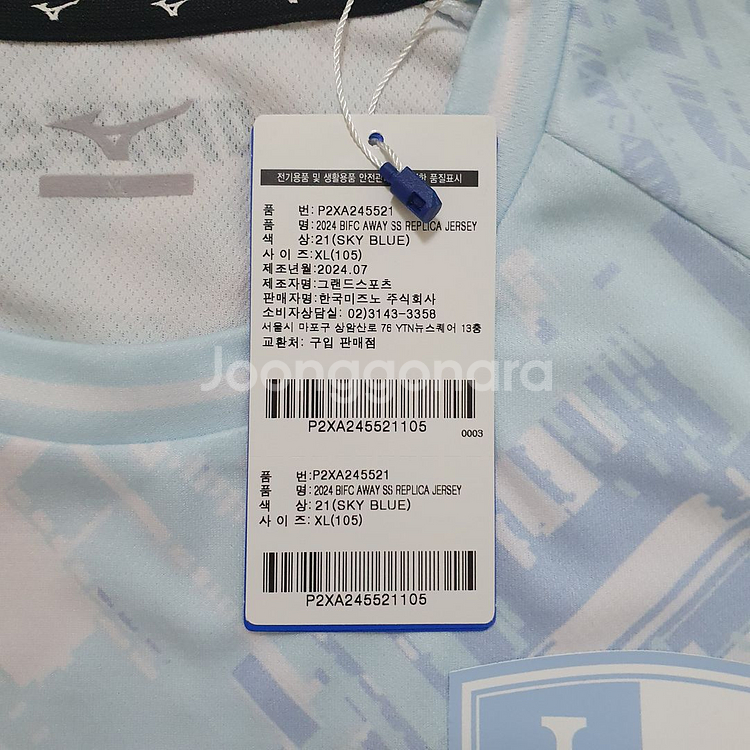 전기용품 및 생활용품 안전관 한 품질표시
품 번:P2XA245521
품 명:2024 BIFC AWAY SS REPLICA JERSEY
색 상:21(SKY BLUE)
사 이 즈:XL(105)
제조년월:2024.07
제조자명:그랜드스포츠
판매자명:한국미즈노 주식회사
소비자상담실: 02)3143-3358
서울시 마포구 상암산로 76 YTN뉴스퀘어 13층
교환처: 구입 판매점
Joonggonara
P2XA245521105
0003
품 번:P2XA245521
품 명:2024 BIFC AWAY SS REPLICA JERSEY
색 상:21(SKY BLUE)
사 이 즈:XL(105)
P2XA245521105